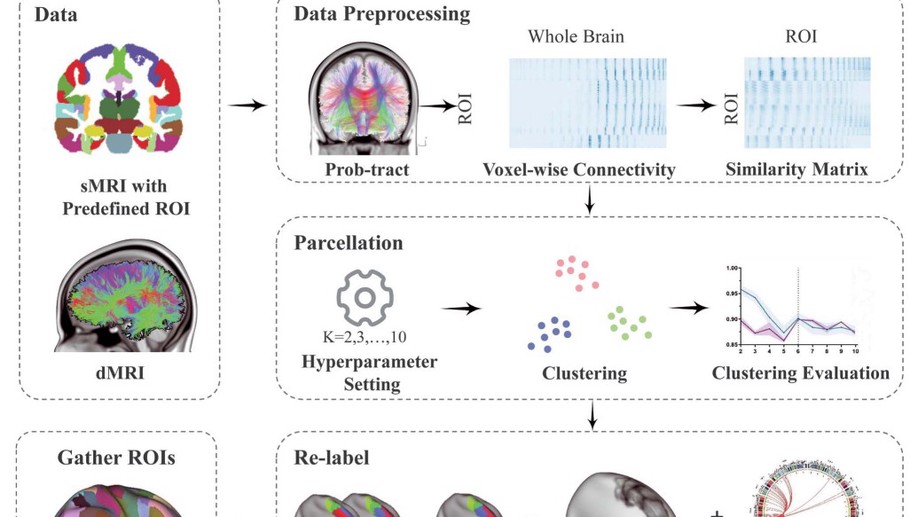 Data
sMRI with
Predefined ROI
dMRI
Data Preprocessing
Prob-tract
Whole Brain
ROI
Voxel-wise Connectivity
ROI
ROI
Similarity Matrix
Parcellation
K=2,3,...,10
Hyperparameter
Setting
Clustering
1.00
0.95
0.90
0.85
2 3 4 5 6 7 8 9 10
Clustering Evaluation
Gather ROIs
Re-label
+